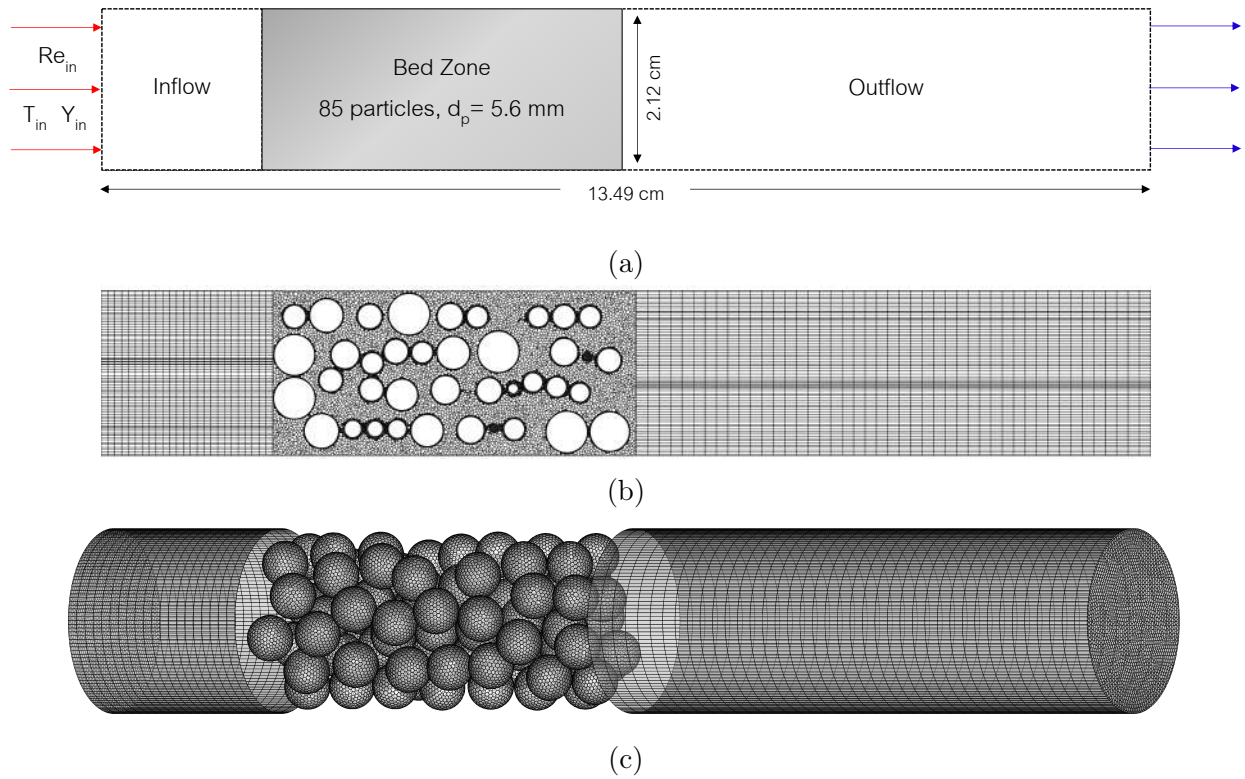 Re_in
T_in Y_in
Inflow
Bed Zone
85 particles, d_p= 5.6 mm
2.12 cm
Outflow
13.49 cm
(a)
(b)
(c)